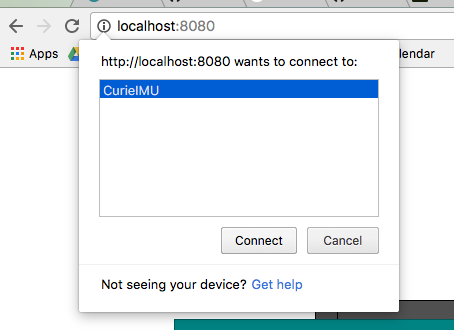 localhost:8080
Apps
lendar
http://localhost:8080 wants to connect to:
CurieIMU
Connect
Cancel
Not seeing your device? Get help